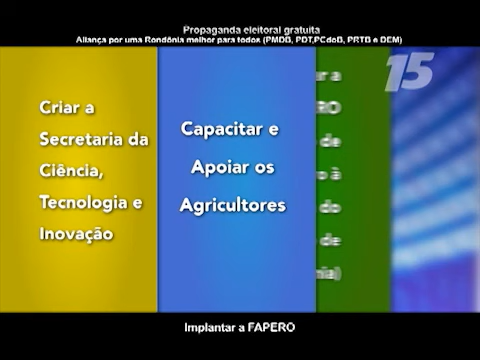 Propaganda eleitoral gratuita
Aliança por uma Rondônia melhor para todos (PMDB, PDT,PCdoB, PRTB e DEM)
15
Criar a
Secretaria da
Ciência,
Tecnologia e
Inovação
Capacitar e
Apoiar os
Agricultores
Implantar a FAPERO